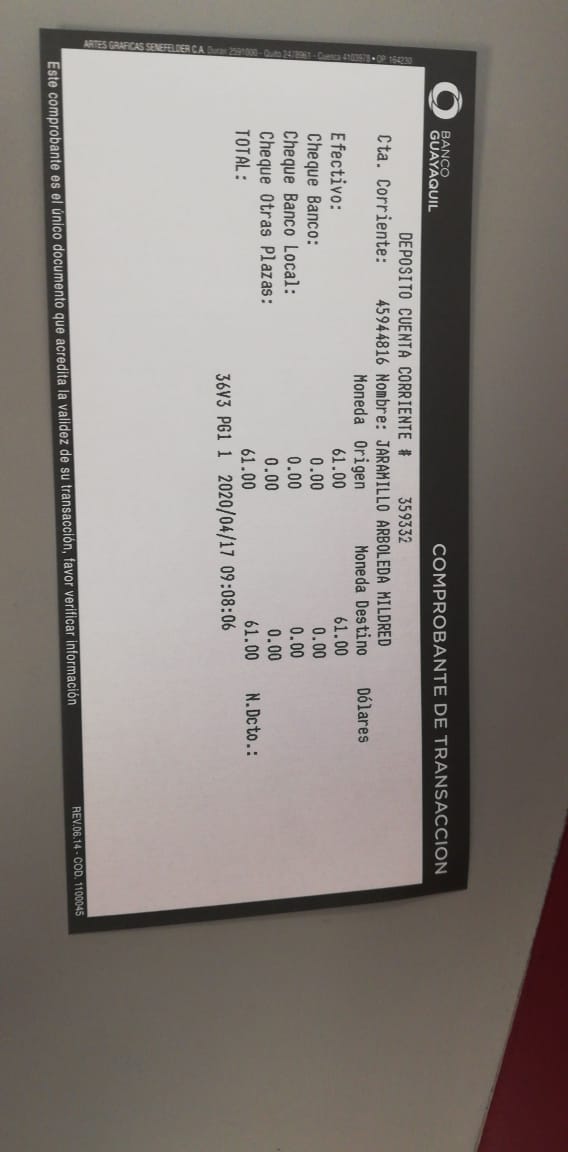 BANCO
GUAYAQUIL
COMPROBANTE DE TRANSACCION
DEPOSITO CUENTA CORRIENTE # 359332
Cta. Corriente: 45944816 Nombre: JARAMILLO ARBOLEDA MILDRED
Moneda Origen Moneda Destino Dólares
Efectivo: 61.00 61.00
Cheque Banco: 0.00 0.00
Cheque Banco Local: 0.00 0.00
Cheque Otras Plazas: 0.00 0.00
TOTAL: 61.00 61.00 N.Dcto.:
36V3 PG1 1 2020/04/17 09:08:06
ARTES GRAFICAS SENEFELDER C.A.
Este comprobante es el único documento que acredita la validez de su transacción, favor verificar información
REV.06.14 - COD. 1100045